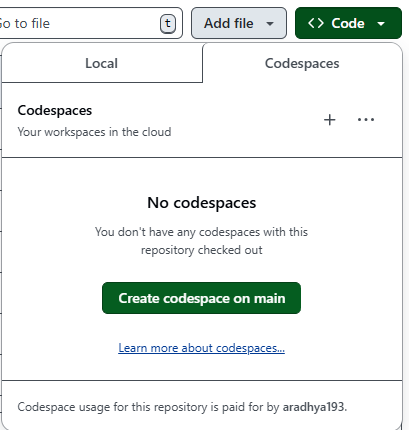 Go to file
t
Add file
<> Code
Local
Codespaces
Codespaces
Your workspaces in the cloud
No codespaces
You don't have any codespaces with this
repository checked out
Create codespace on main
Learn more about codespaces...
Codespace usage for this repository is paid for by aradhya193.